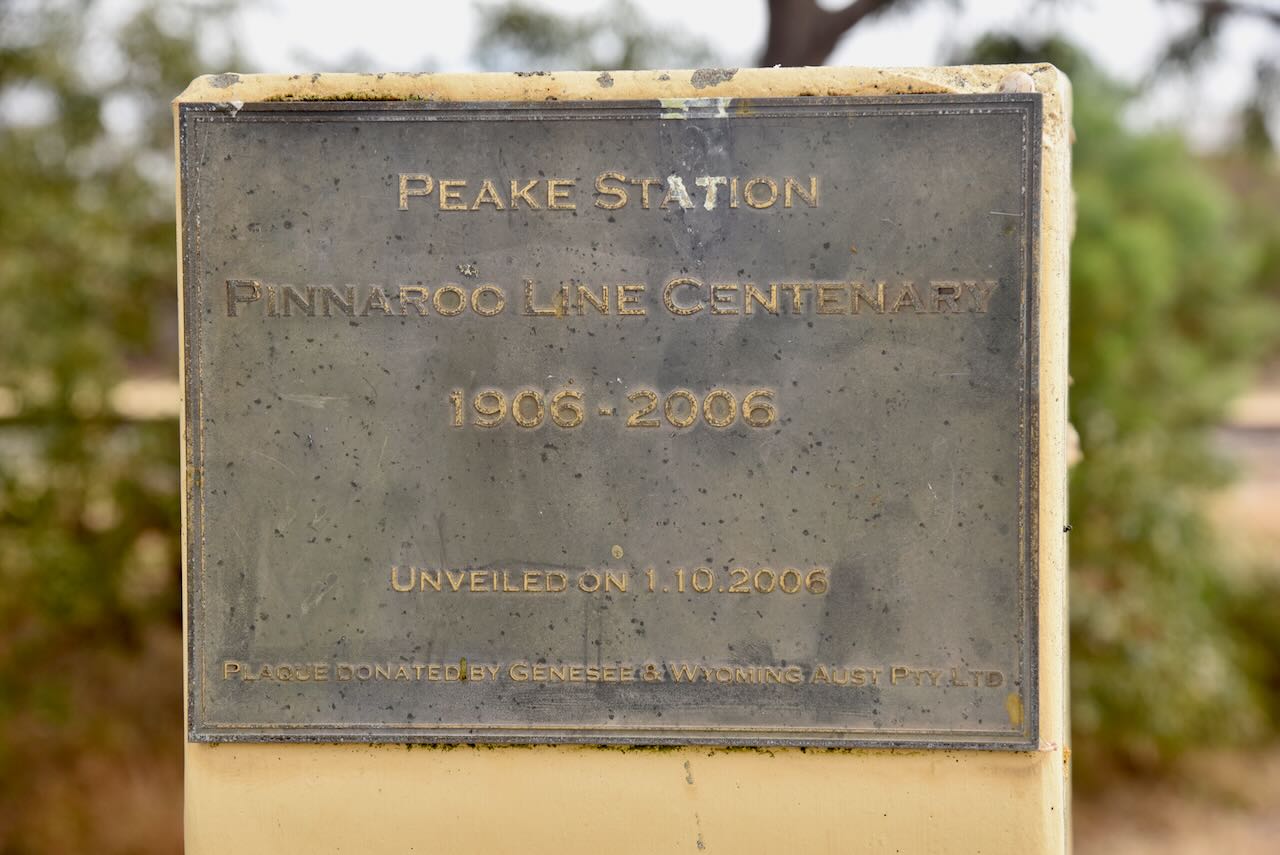 PEAKE STATION
PINNAROO LINE CENTENARY
1906 - 2006
UNVEILED ON 1.10.2006
PLAQUE DONATED BY GENESEE & WYOMING AUST PTY. LTD